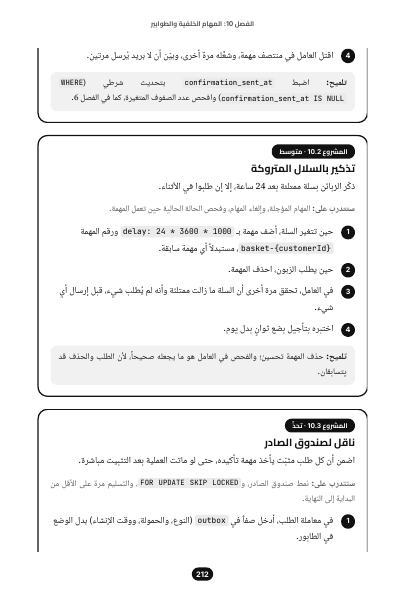 الفصل 10: المهام الخلفية والطوابير
4 اقتل العامل في منتصف مهمة، وشغّله مرة أخرى، وبيّن أن لا بريد يُرسل مرتين.
تلميح: اضبط confirmation_sent_at بتحديث شرطي (WHERE
confirmation_sent_at IS NULL) وافحص عدد الصفوف المتغيرة، كما في الفصل 6.
المشروع 10.2 · متوسط
تذكير بالسلال المتروكة
ذكّر الزبائن بسلة ممتلئة بعد 24 ساعة، إلا إن طلبوا في الأثناء.
ستتدرب على: المهام المؤجلة، وإلغاء المهام، وفحص الحالة الحالية حين تعمل المهمة.
1 حين تتغير السلة، أضف مهمة بـ delay: 24 * 3600 * 1000 ورقم المهمة
basket-{customerId}، مستبدلاً أي مهمة سابقة.
2 حين يطلب الزبون، احذف المهمة.
3 في العامل، تحقق مرة أخرى أن السلة ما زالت ممتلئة وأنه لم يُطلب شيء، قبل إرسال أي
شيء.
4 اختبره بتأجيل بضع ثوانٍ بدل يوم.
تلميح: حذف المهمة تحسين؛ والفحص في العامل هو ما يجعله صحيحاً، لأن الطلب والحذف قد
يتسابقان.
المشروع 10.3 · تحدٍّ
ناقل لصندوق الصادر
اضمن أن كل طلب مثبّت يأخذ مهمة تأكيده، حتى لو ماتت العملية بعد التثبيت مباشرة.
ستتدرب على: نمط صندوق الصادر، و FOR UPDATE SKIP LOCKED، والتسليم مرة على الأقل من
البداية إلى النهاية.
1 في معاملة الطلب، أدخل صفاً في outbox (النوع، والحمولة، ووقت الإنشاء) بدل الوضع
في الطابور.
212